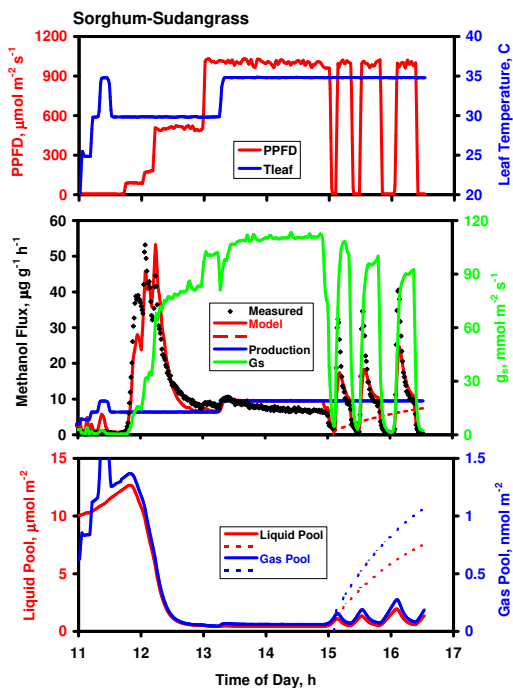 Sorghum-Sudangrass
PPFD, μmol m-2 s-1
1200
900
600
300
0
PPFD
Tleaf
40
35
30
25
20
Leaf Temperature, C
Methanol Flux, μg g-1 h-1
60
50
40
30
20
10
0
Measured
Model
Production
Gs
120
90
60
30
0
gs, mmol m-2 s-1
Liquid Pool, μmol m-2
15
10
5
0
Liquid Pool
Gas Pool
1.5
1
0.5
0
Gas Pool, nmol m-2
11 12 13 14 15 16 17
Time of Day, h